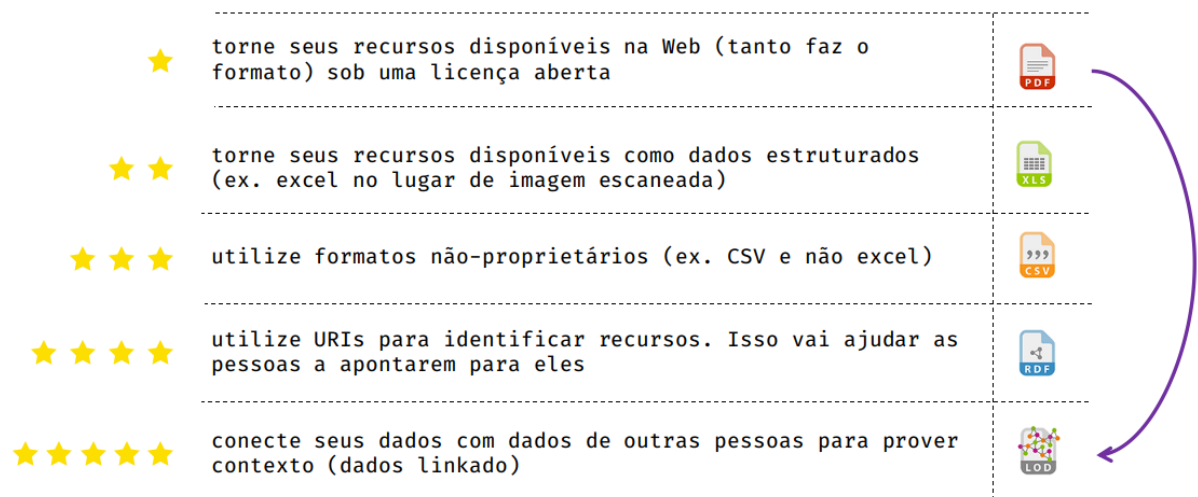 torne seus recursos disponíveis na Web (tanto faz o
formato) sob uma licença aberta
PDF
torne seus recursos disponíveis como dados estruturados
(ex. excel no lugar de imagem escaneada)
XLS
utilize formatos não-proprietários (ex. CSV e não excel)
,,,
CSV
utilize URIs para identificar recursos. Isso vai ajudar as
pessoas a apontarem para eles
RDF
conecte seus dados com dados de outras pessoas para prover
contexto (dados linkado)
LOD